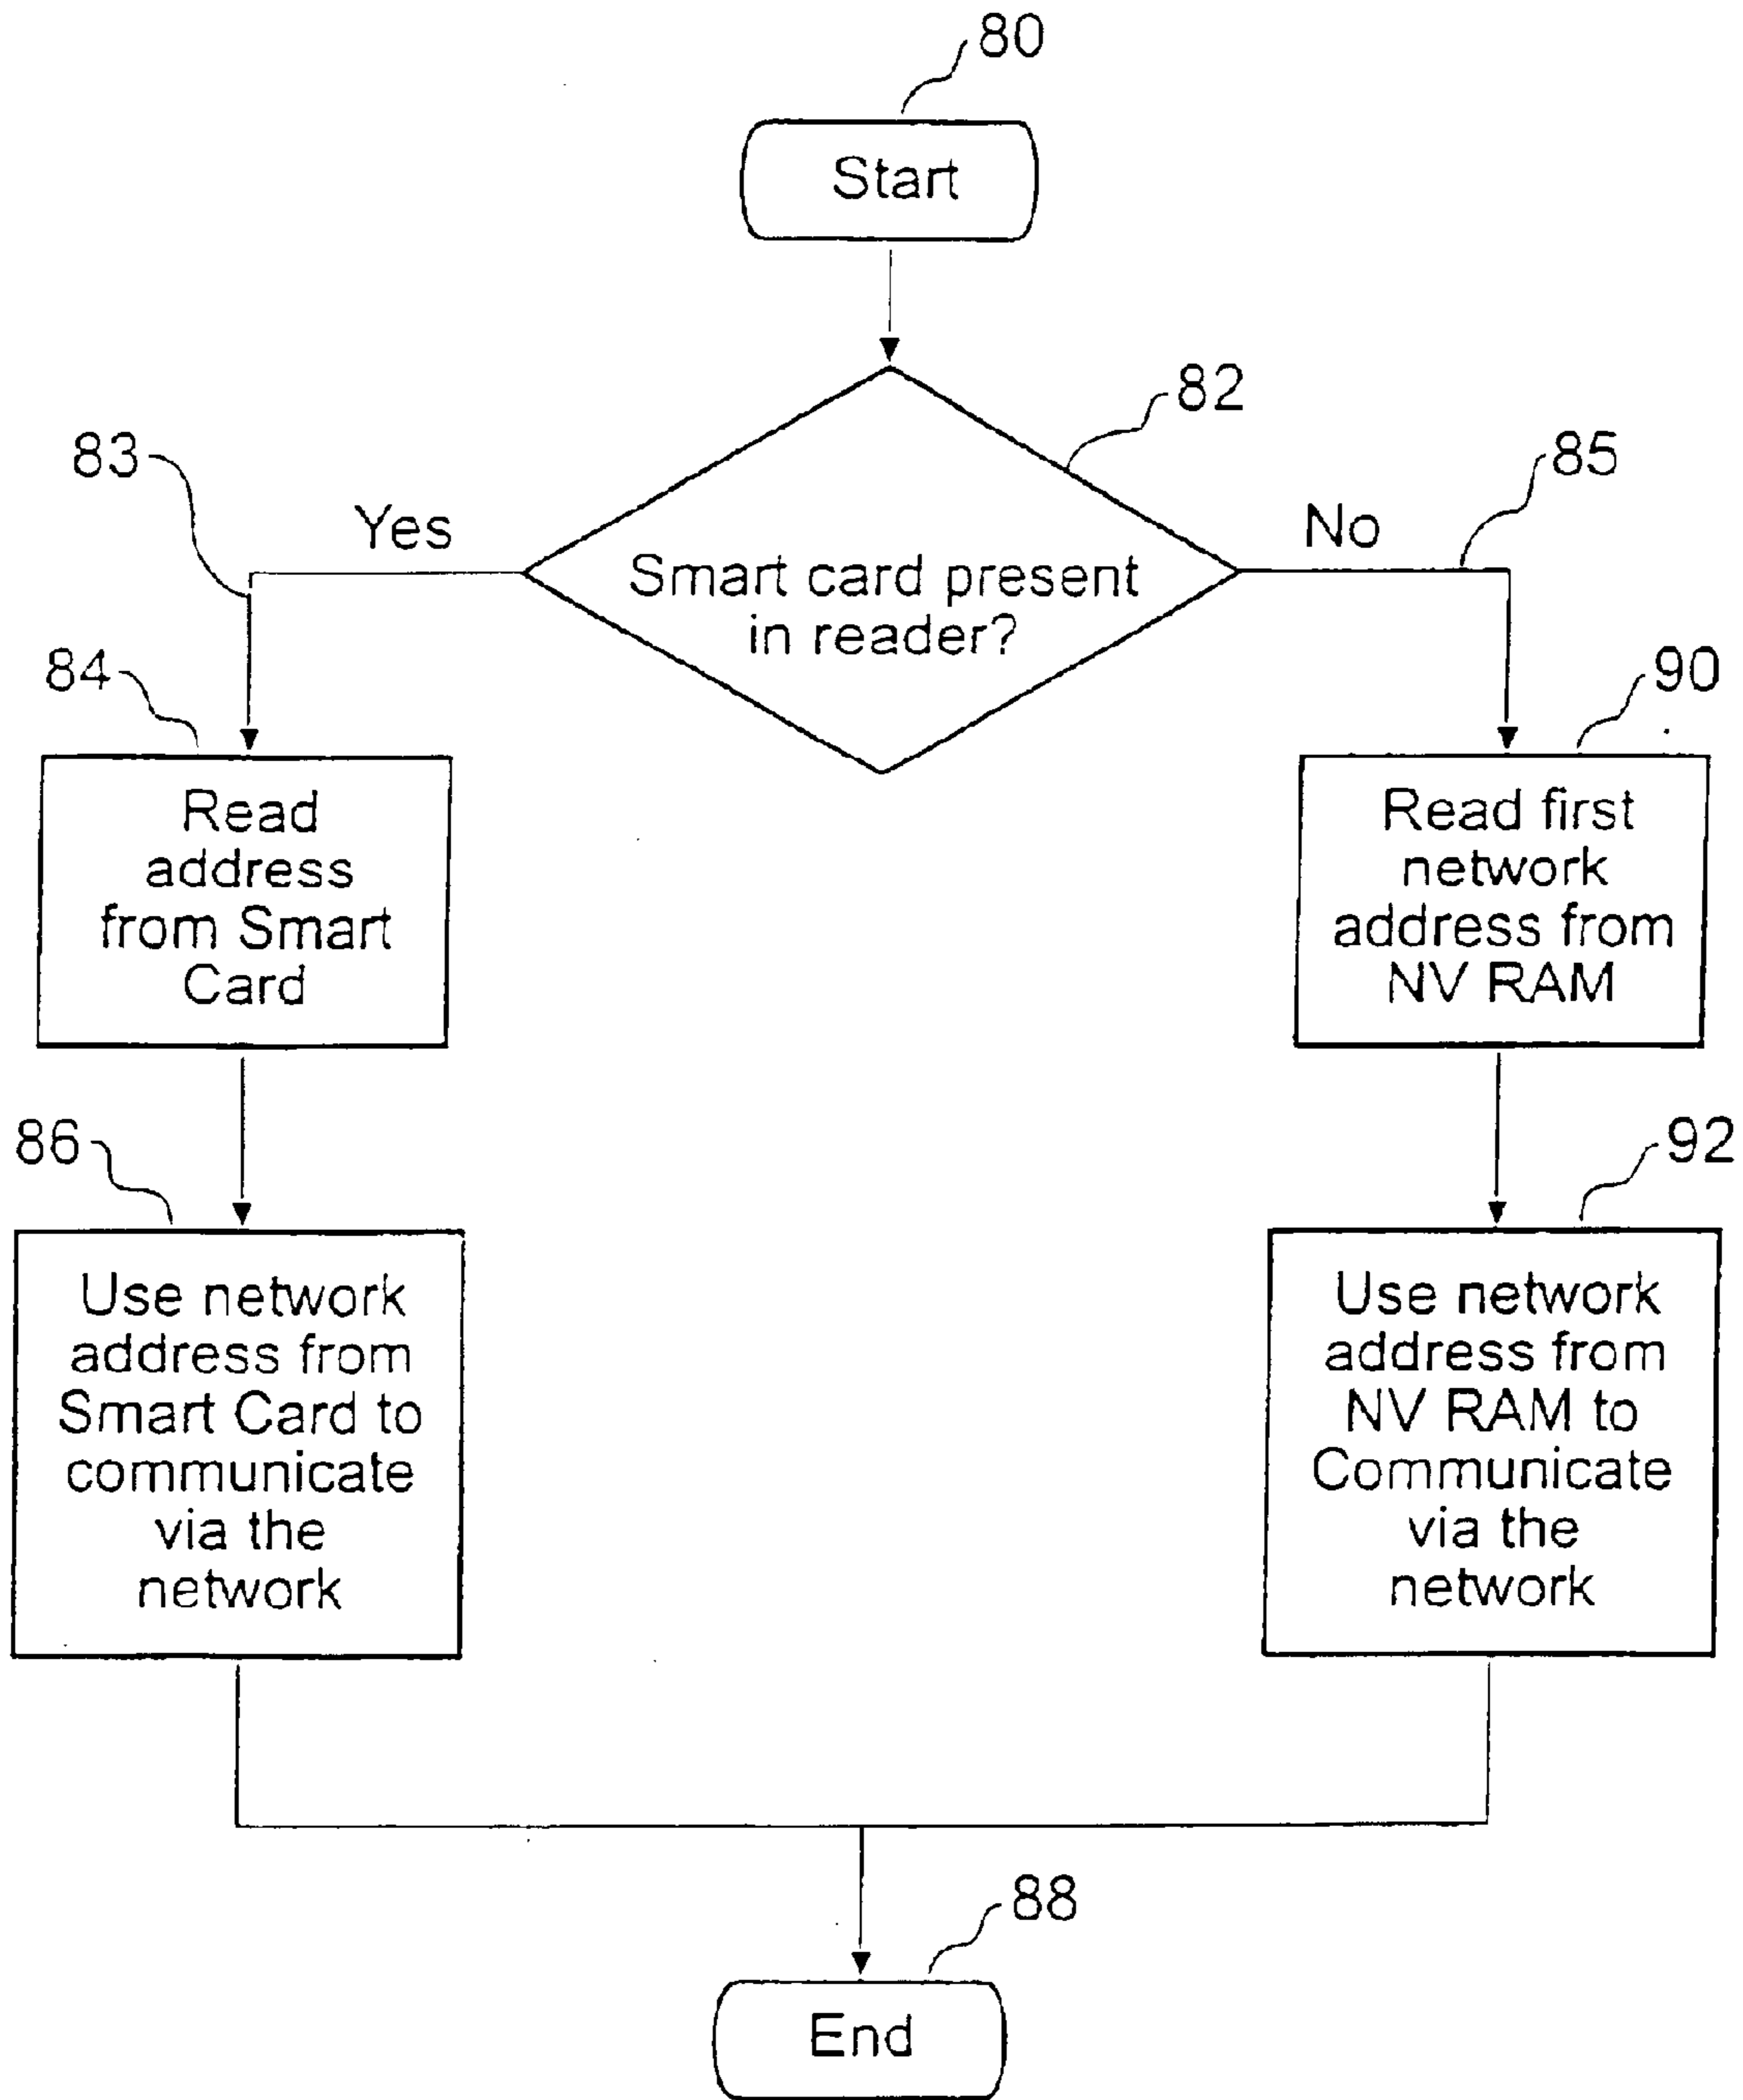 80
Start
82
83
85
Yes
No
Smart card present
in reader?
84
90
Read
address
from Smart
Card
Read first
network
address from
NV RAM
86
92
Use network
address from
Smart Card to
communicate
via the
network
Use network
address from
NV RAM to
Communicate
via the
network
88
End